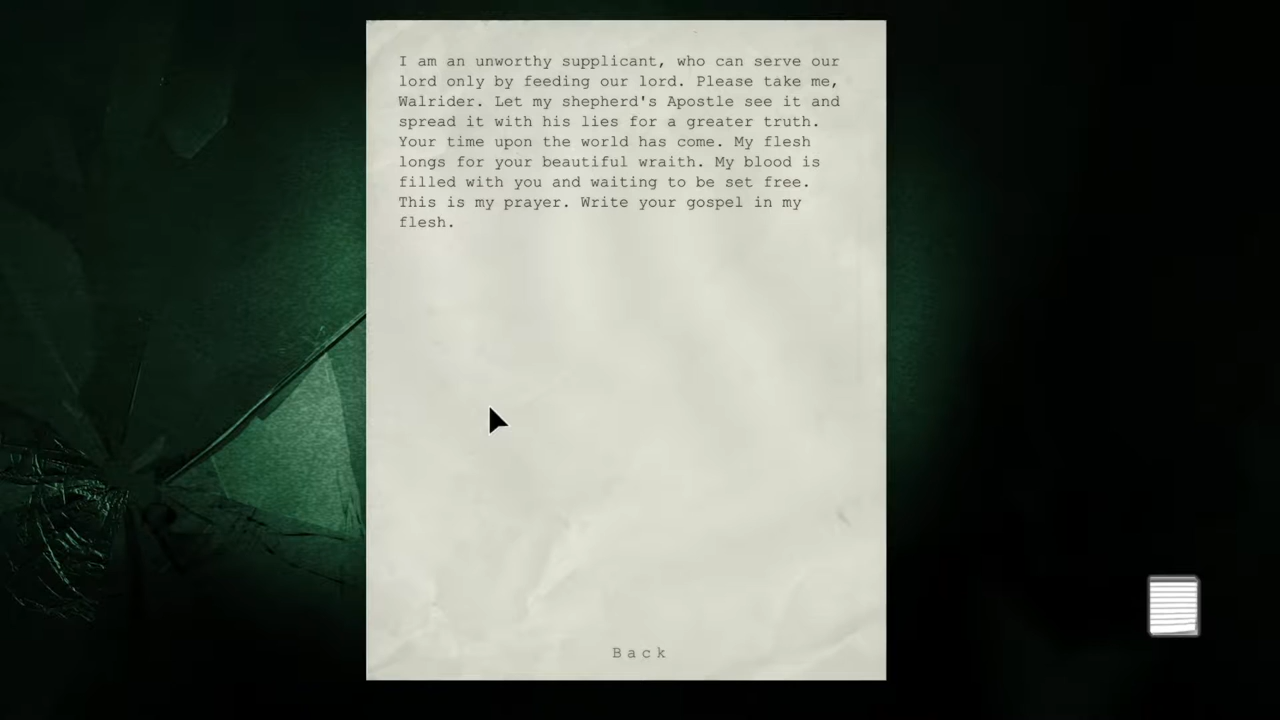 I am an unworthy supplicant, who can serve our
lord only by feeding our lord. Please take me,
Walrider. Let my shepherd's Apostle see it and
spread it with his lies for a greater truth.
Your time upon the world has come. My flesh
longs for your beautiful wraith. My blood is
filled with you and waiting to be set free.
This is my prayer. Write your gospel in my
flesh.
Back